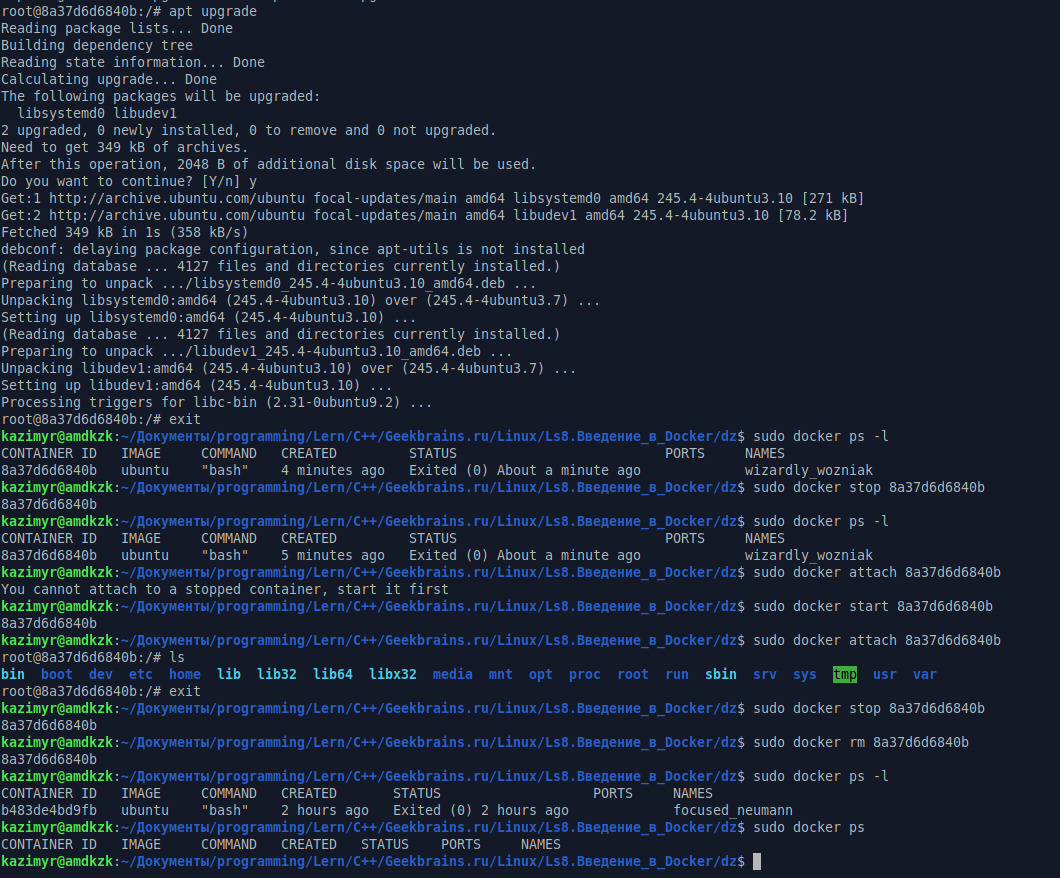 root@8a37d6d6840b:/# apt upgrade
Reading package lists... Done
Building dependency tree
Reading state information... Done
Calculating upgrade... Done
The following packages will be upgraded:
  libsystemd0 libudev1
2 upgraded, 0 newly installed, 0 to remove and 0 not upgraded.
Need to get 349 kB of archives.
After this operation, 2048 B of additional disk space will be used.
Do you want to continue? [Y/n] y
Get:1 http://archive.ubuntu.com/ubuntu focal-updates/main amd64 libsystemd0 amd64 245.4-4ubuntu3.10 [271 kB]
Get:2 http://archive.ubuntu.com/ubuntu focal-updates/main amd64 libudev1 amd64 245.4-4ubuntu3.10 [78.2 kB]
Fetched 349 kB in 1s (358 kB/s)
debconf: delaying package configuration, since apt-utils is not installed
(Reading database ... 4127 files and directories currently installed.)
Preparing to unpack .../libsystemd0_245.4-4ubuntu3.10_amd64.deb ...
Unpacking libsystemd0:amd64 (245.4-4ubuntu3.10) over (245.4-4ubuntu3.7) ...
Setting up libsystemd0:amd64 (245.4-4ubuntu3.10) ...
(Reading database ... 4127 files and directories currently installed.)
Preparing to unpack .../libudev1_245.4-4ubuntu3.10_amd64.deb ...
Unpacking libudev1:amd64 (245.4-4ubuntu3.10) over (245.4-4ubuntu3.7) ...
Setting up libudev1:amd64 (245.4-4ubuntu3.10) ...
Processing triggers for libc-bin (2.31-0ubuntu9.2) ...
root@8a37d6d6840b:/# exit
kazimyr@amdkzk:~/Документы/programming/Lern/C++/Geekbrains.ru/Linux/Ls8.Введение_в_Docker/dz$ sudo docker ps -l
CONTAINER ID   IMAGE     COMMAND   CREATED         STATUS                          PORTS     NAMES
8a37d6d6840b   ubuntu    "bash"    4 minutes ago   Exited (0) About a minute ago             wizardly_wozniak
kazimyr@amdkzk:~/Документы/programming/Lern/C++/Geekbrains.ru/Linux/Ls8.Введение_в_Docker/dz$ sudo docker stop 8a37d6d6840b
8a37d6d6840b
kazimyr@amdkzk:~/Документы/programming/Lern/C++/Geekbrains.ru/Linux/Ls8.Введение_в_Docker/dz$ sudo docker ps -l
CONTAINER ID   IMAGE     COMMAND   CREATED         STATUS                          PORTS     NAMES
8a37d6d6840b   ubuntu    "bash"    5 minutes ago   Exited (0) About a minute ago             wizardly_wozniak
kazimyr@amdkzk:~/Документы/programming/Lern/C++/Geekbrains.ru/Linux/Ls8.Введение_в_Docker/dz$ sudo docker attach 8a37d6d6840b
You cannot attach to a stopped container, start it first
kazimyr@amdkzk:~/Документы/programming/Lern/C++/Geekbrains.ru/Linux/Ls8.Введение_в_Docker/dz$ sudo docker start 8a37d6d6840b
8a37d6d6840b
kazimyr@amdkzk:~/Документы/programming/Lern/C++/Geekbrains.ru/Linux/Ls8.Введение_в_Docker/dz$ sudo docker attach 8a37d6d6840b
root@8a37d6d6840b:/# ls
bin  boot  dev  etc  home  lib  lib32  lib64  libx32  media  mnt  opt  proc  root  run  sbin  srv  sys  tmp  usr  var
root@8a37d6d6840b:/# exit
kazimyr@amdkzk:~/Документы/programming/Lern/C++/Geekbrains.ru/Linux/Ls8.Введение_в_Docker/dz$ sudo docker stop 8a37d6d6840b
8a37d6d6840b
kazimyr@amdkzk:~/Документы/programming/Lern/C++/Geekbrains.ru/Linux/Ls8.Введение_в_Docker/dz$ sudo docker rm 8a37d6d6840b
8a37d6d6840b
kazimyr@amdkzk:~/Документы/programming/Lern/C++/Geekbrains.ru/Linux/Ls8.Введение_в_Docker/dz$ sudo docker ps -l
CONTAINER ID   IMAGE     COMMAND   CREATED       STATUS                   PORTS     NAMES
b483de4bd9fb   ubuntu    "bash"    2 hours ago   Exited (0) 2 hours ago             focused_neumann
kazimyr@amdkzk:~/Документы/programming/Lern/C++/Geekbrains.ru/Linux/Ls8.Введение_в_Docker/dz$ sudo docker ps
CONTAINER ID   IMAGE     COMMAND   CREATED   STATUS    PORTS     NAMES
kazimyr@amdkzk:~/Документы/programming/Lern/C++/Geekbrains.ru/Linux/Ls8.Введение_в_Docker/dz$